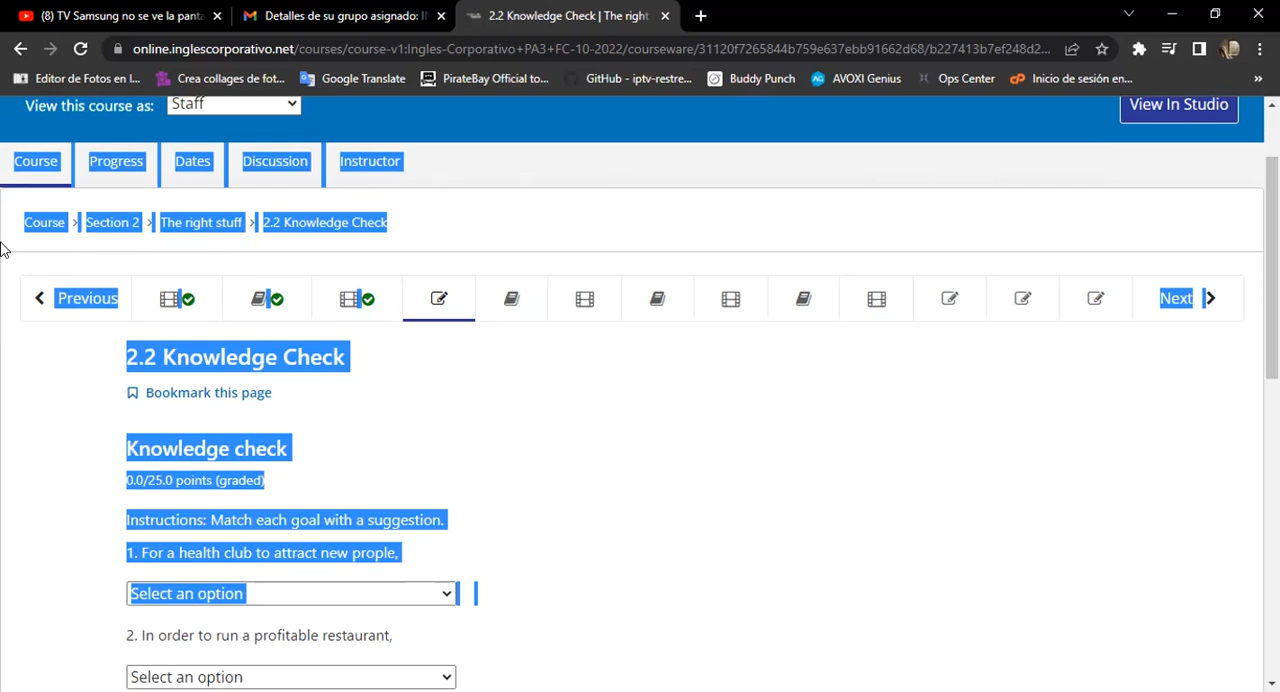 (8) TV Samsung no se ve la panta
Detalles de su grupo asignado: I
2.2 Knowledge Check | The right
online.inglescorporativo.net/courses/course-v1:Ingles-Corporativo+PA3+FC-10-2022/courseware/31120f7265844b759e637ebb91662d68/b227413b7ef248d2...
Editor de Fotos en l...
Crea collages de fot...
Google Translate
PirateBay Official to...
GitHub - iptv-restre...
Buddy Punch
AVOXI Genius
Ops Center
Inicio de sesión en...
»
View this course as:
Staff
View In Studio
Course
Progress
Dates
Discussion
Instructor
Course > Section 2 > The right stuff > 2.2 Knowledge Check
Previous
Next
2.2 Knowledge Check
Bookmark this page
Knowledge check
0.0/25.0 points (graded)
Instructions: Match each goal with a suggestion.
1. For a health club to attract new prople,
Select an option
2. In order to run a profitable restaurant,
Select an option